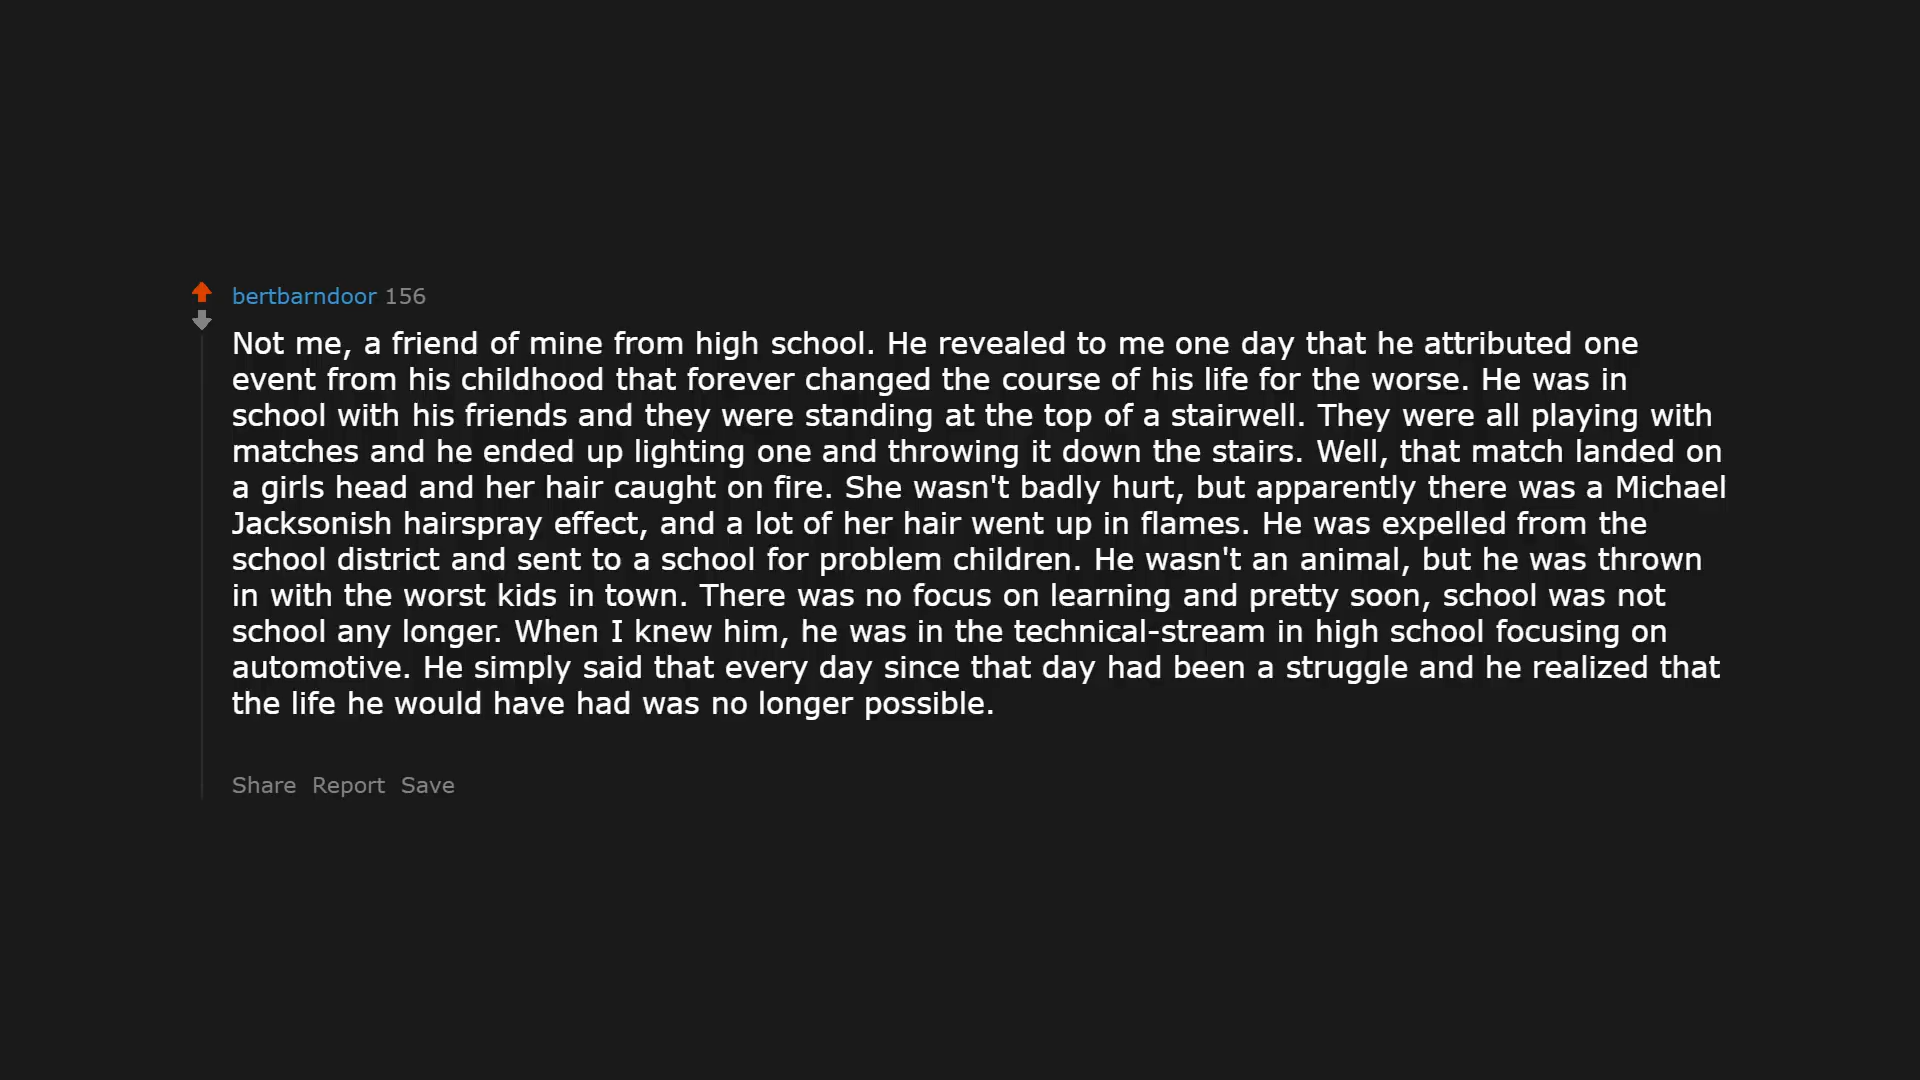 bertbarndoor 156
Not me, a friend of mine from high school. He revealed to me one day that he attributed one
event from his childhood that forever changed the course of his life for the worse. He was in
school with his friends and they were standing at the top of a stairwell. They were all playing with
matches and he ended up lighting one and throwing it down the stairs. Well, that match landed on
a girls head and her hair caught on fire. She wasn't badly hurt, but apparently there was a Michael
Jacksonish hairspray effect, and a lot of her hair went up in flames. He was expelled from the
school district and sent to a school for problem children. He wasn't an animal, but he was thrown
in with the worst kids in town. There was no focus on learning and pretty soon, school was not
school any longer. When I knew him, he was in the technical-stream in high school focusing on
automotive. He simply said that every day since that day had been a struggle and he realized that
the life he would have had was no longer possible.
Share Report Save